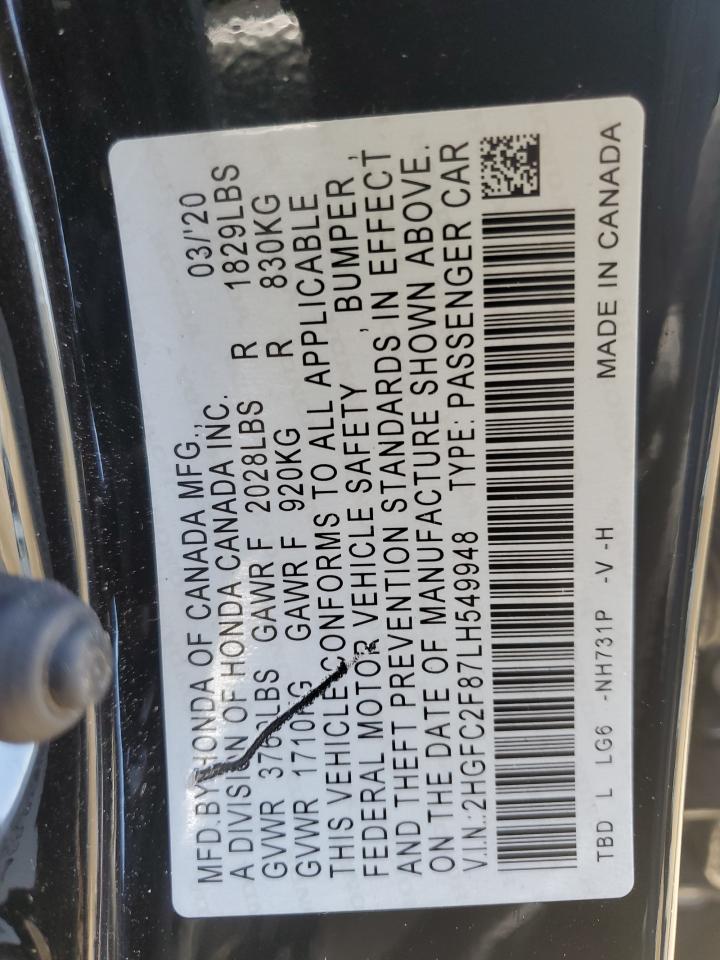 MFD. BY HONDA OF CANADA MFG., 03/'20
A DIVISION OF HONDA CANADA INC.
GVWR LBS GAWR F 2028LBS R 1829LBS
GVWR 1710KG GAWR F 920KG R 830KG
THIS VEHICLE CONFORMS TO ALL APPLICABLE
FEDERAL MOTOR VEHICLE SAFETY , BUMPER ,
AND THEFT PREVENTION STANDARDS IN EFFECT
ON THE DATE OF MANUFACTURE SHOWN ABOVE.
V.I.N.: 2HGFC2F87LH549948 TYPE: PASSENGER CAR
TBD L LG6 -NH731P -V -H MADE IN CANADA